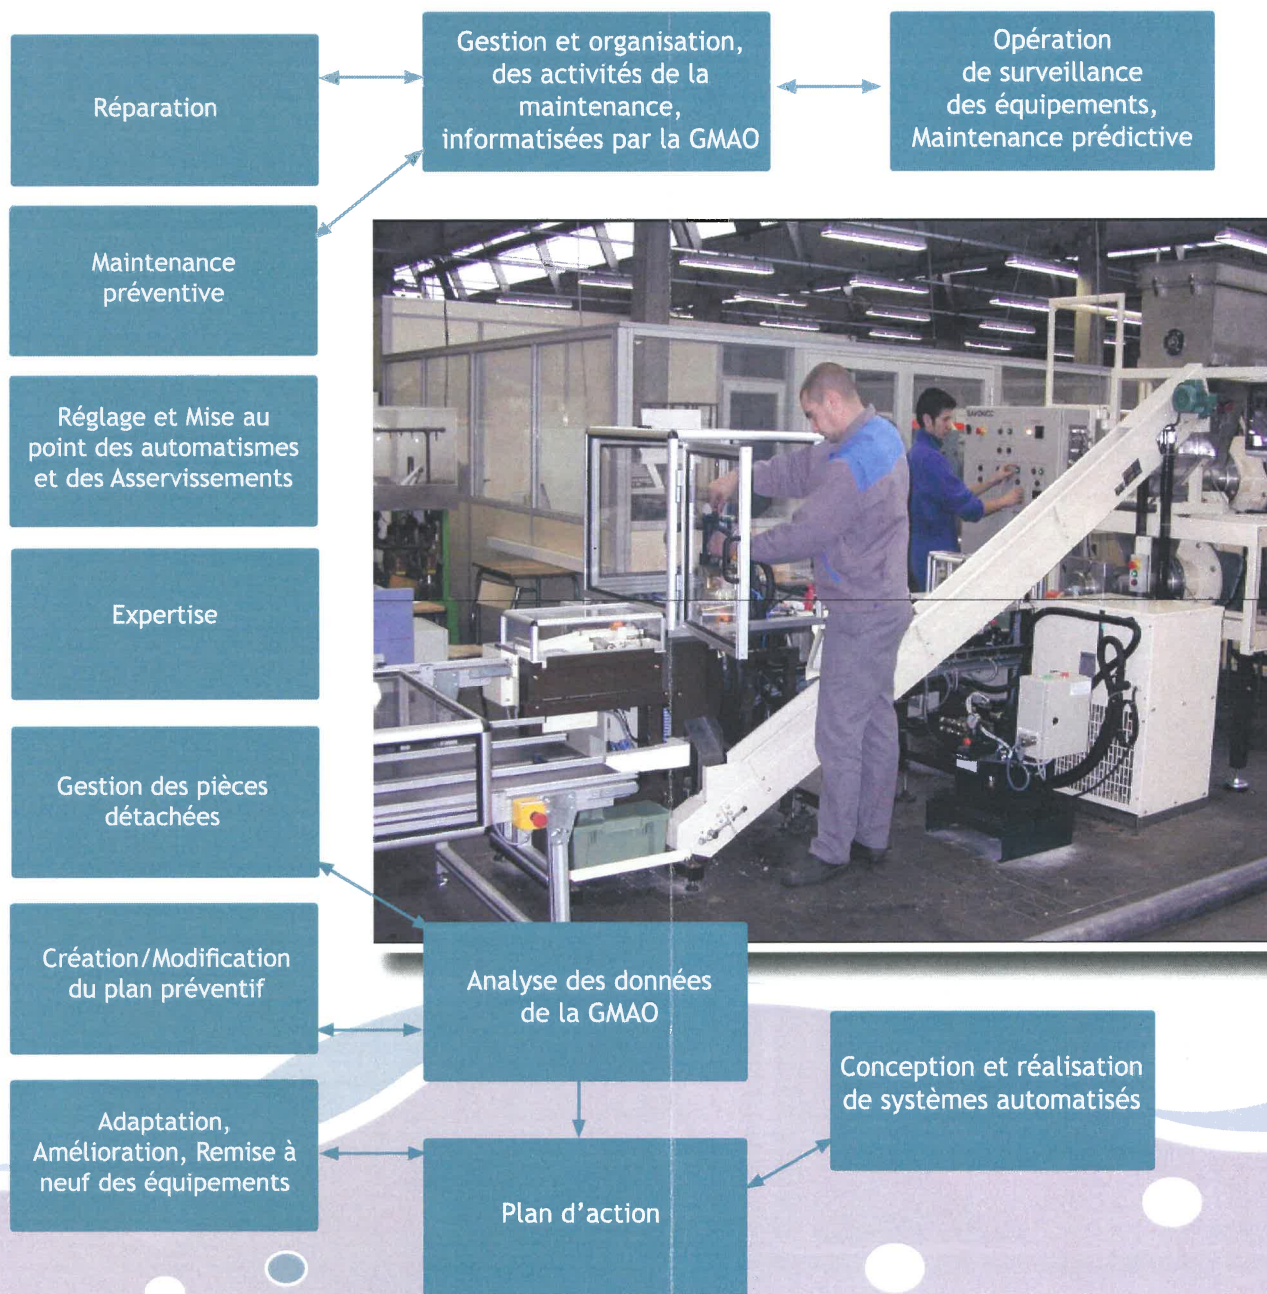 Réparation
Gestion et organisation,
des activités de la
maintenance,
informatisées par la GMAO
Opération
de surveillance
des équipements,
Maintenance prédictive
Maintenance
préventive
Réglage et Mise au
point des automatismes
et des Asservissements
Expertise
Gestion des pièces
détachées
Création/Modification
du plan préventif
Analyse des données
de la GMAO
Conception et réalisation
de systèmes automatisés
Adaptation,
Amélioration, Remise à
neuf des équipements
Plan d'action